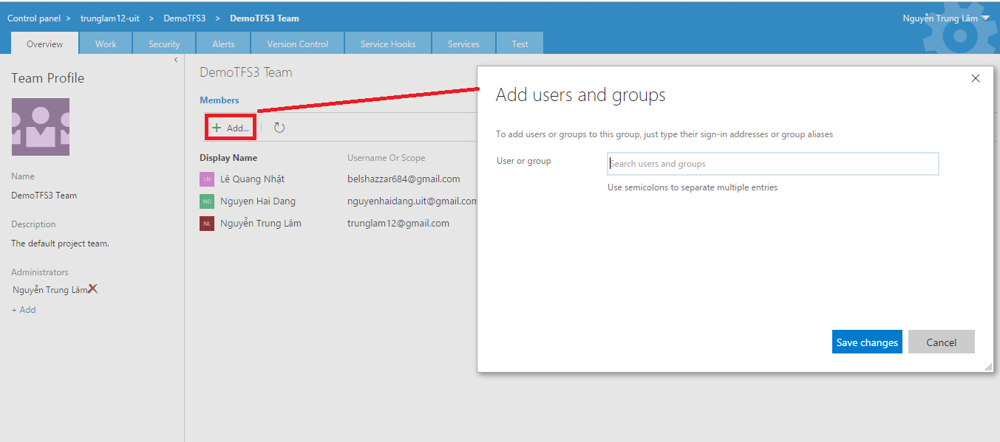 Control panel > trunglam12-uit > DemoTFS3 > DemoTFS3 Team
Nguyễn Trung Lâm
Overview Work Security Alerts Version Control Service Hooks Services Test
Team Profile
Name
DemoTFS3 Team
Description
The default project team.
Administrators
Nguyễn Trung Lâm
+ Add
DemoTFS3 Team
Members
Add...
Display Name Username Or Scope
LN Lê Quang Nhật belshazzar684@gmail.com
ND Nguyen Hai Dang nguyenhaidang.uit@gmail.com
NL Nguyễn Trung Lâm trunglam12@gmail.com
Add users and groups
To add users or groups to this group, just type their sign-in addresses or group aliases
User or group
Search users and groups
Use semicolons to separate multiple entries
Save changes Cancel